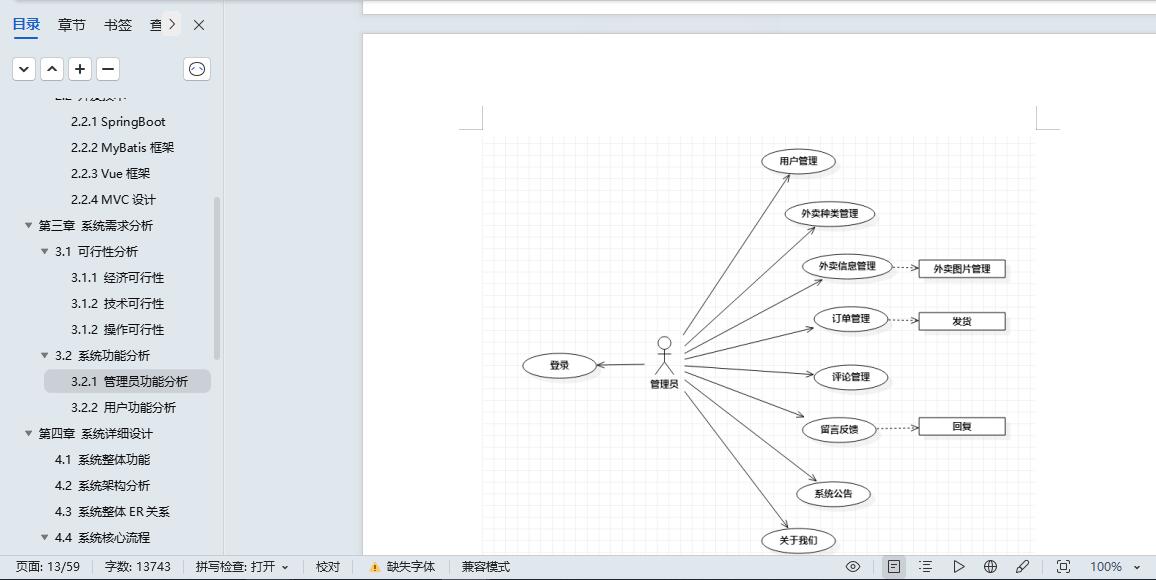 目录 章节 书签 查
2.2.1 SpringBoot
2.2.2 MyBatis 框架
2.2.3 Vue 框架
2.2.4 MVC 设计
第三章 系统需求分析
3.1 可行性分析
3.1.1 经济可行性
3.1.2 技术可行性
3.1.2 操作可行性
3.2 系统功能分析
3.2.1 管理员功能分析
3.2.2 用户功能分析
第四章 系统详细设计
4.1 系统整体功能
4.2 系统架构分析
4.3 系统整体 ER 关系
4.4 系统核心流程
用户管理
外卖种类管理
外卖信息管理 外卖图片管理
订单管理 发货
登录
管理员
评论管理
留言反馈 回复
系统公告
关于我们
页面: 13/59 字数: 13743 拼写检查: 打开 校对 缺失字体 兼容模式 100%